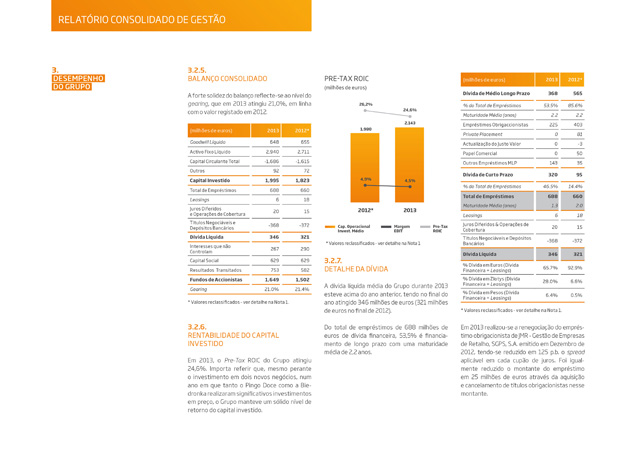 RELATÓRIO CONSOLIDADO DE GESTÃO
3.
DESEMPENHO
DO GRUPO
3.2.5.
BALANÇO CONSOLIDADO
A forte solidez do balanço reflecte-se ao nível do
gearing, que em 2013 atingiu 21,0%, em linha
com o valor registado em 2012.
(milhões de euros) 2013 2012*
Goodwill Líquido 648 655
Activo Fixo Líquido 2.940 2.711
Capital Circulante Total -1.686 -1.615
Outros 92 72
Capital Investido 1.995 1.823
Total de Empréstimos 688 660
Leasings 6 18
Juros Diferidos
e Operações de Cobertura 20 15
Títulos Negociáveis e
Depósitos Bancários -368 -372
Dívida Líquida 346 321
Interesses que não
Controlam 267 290
Capital Social 629 629
Resultados Transitados 753 582
Fundos de Accionistas 1.649 1.502
Gearing 21.0% 21.4%
* Valores reclassificados - ver detalhe na Nota 1.
3.2.6.
RENTABILIDADE DO CAPITAL
INVESTIDO
Em 2013, o Pre-Tax ROIC do Grupo atingiu
24,6%. Importa referir que, mesmo perante
o investimento em dois novos negócios, num
ano em que tanto o Pingo Doce como a Bie-
dronka realizaram significativos investimentos
em preço, o Grupo manteve um sólido nível de
retorno do capital investido.
PRE-TAX ROIC
(milhões de euros)
26,2%
24,6%
1.999
2.143
4,9%
4,5%
2012*
2013
Cap. Operacional
Invest. Médio
Margem
EBIT
Pre-Tax
ROIC
* Valores reclassificados - ver detalhe na Nota 1
3.2.7.
DETALHE DA DÍVIDA
A dívida líquida média do Grupo durante 2013
esteve acima do ano anterior, tendo no final do
ano atingido 346 milhões de euros (321 milhões
de euros no final de 2012).
Do total de empréstimos de 688 milhões de
euros de dívida financeira, 53,5% é financia-
mento de longo prazo com uma maturidade
média de 2,2 anos.
(milhões de euros) 2013 2012*
Dívida de Médio Longo Prazo 368 565
% do Total de Empréstimos 53.5% 85.6%
Maturidade Média (anos) 2.2 2.2
Empréstimos Obrigaccionistas 225 403
Private Placement 0 81
Actualização do Justo Valor 0 -3
Papel Comercial 0 50
Outros Empréstimos MLP 143 35
Dívida de Curto Prazo 320 95
% do Total de Empréstimos 46.5% 14.4%
Total de Empréstimos 688 660
Maturidade Média (anos) 1.3 2.0
Leasings 6 18
Juros Diferidos & Operações de
Cobertura 20 15
Títulos Negociáveis e Depósitos
Bancários -368 -372
Dívida Líquida 346 321
% Dívida em Euros (Dívida
Financeira + Leasings) 65.7% 92.9%
% Dívida em Zlotys (Dívida
Financeira + Leasings) 28.0% 6.6%
% Dívida em Pesos (Dívida
Financeira + Leasings) 6.4% 0.5%
* Valores reclassificados - ver detalhe na Nota 1.
Em 2013 realizou-se a renegociação do emprés-
timo obrigacionista de JMR - Gestão de Empresas
de Retalho, SGPS, S.A. emitido em Dezembro de
2012, tendo-se reduzido em 125 p.b. o spread
aplicável em cada cupão de juros. Foi igual-
mente reduzido o montante do empréstimo
em 25 milhões de euros através da aquisição
e cancelamento de títulos obrigacionistas nesse
montante.